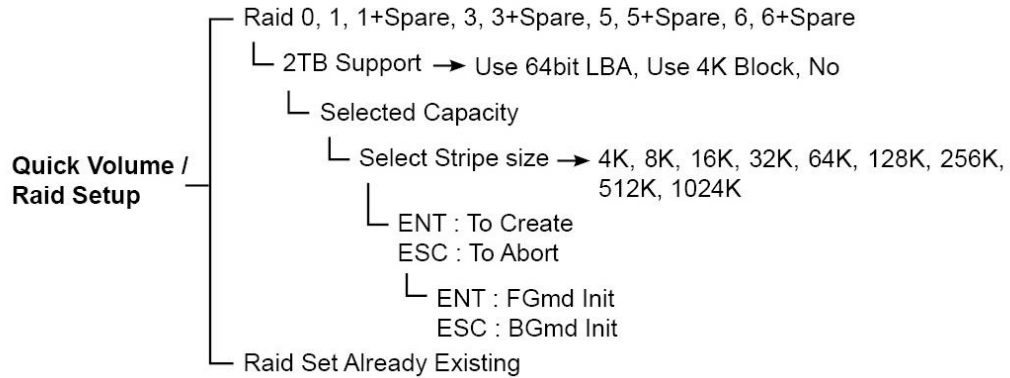 Raid 0, 1, 1+Spare, 3, 3+Spare, 5, 5+Spare, 6, 6+Spare
2TB Support → Use 64bit LBA, Use 4K Block, No
Selected Capacity
Select Stripe size → 4K, 8K, 16K, 32K, 64K, 128K, 256K,
512K, 1024K
Quick Volume /
Raid Setup
ENT : To Create
ESC : To Abort
ENT : FGmd Init
ESC : BGmd Init
Raid Set Already Existing